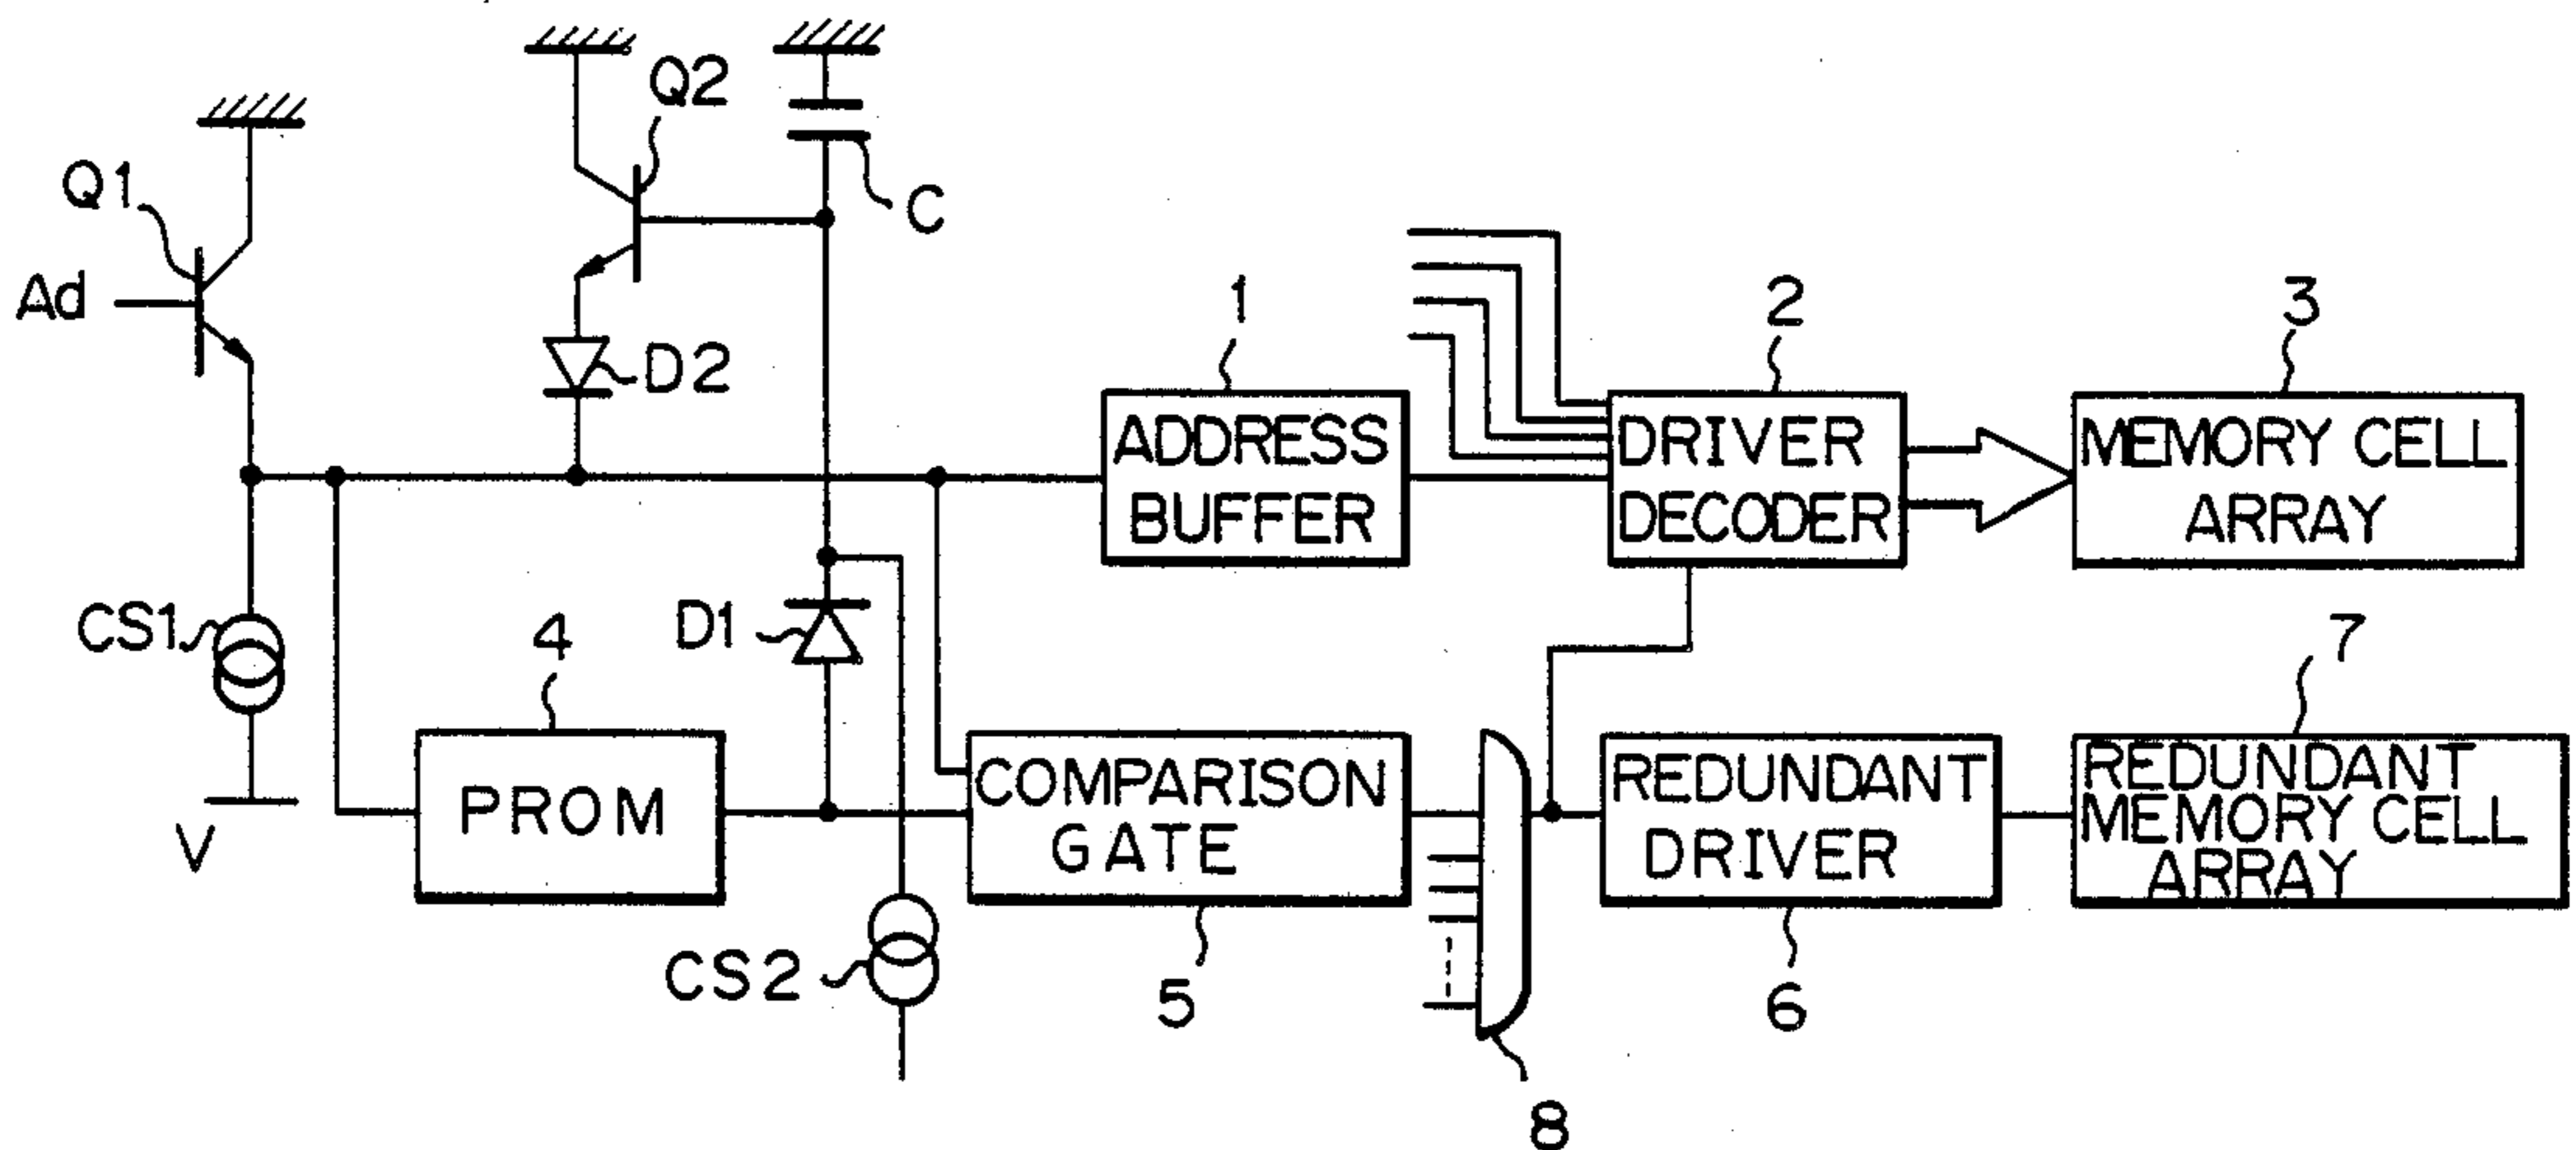 Q2
Q1
C
Ad
1
2
3
D2
ADDRESS
BUFFER
DRIVER
DECODER
MEMORY CELL
ARRAY
CS1
4
D1
7
V
PROM
COMPARISON
GATE
REDUNDANT
DRIVER
REDUNDANT
MEMORY CELL
ARRAY
CS2
5
6
8